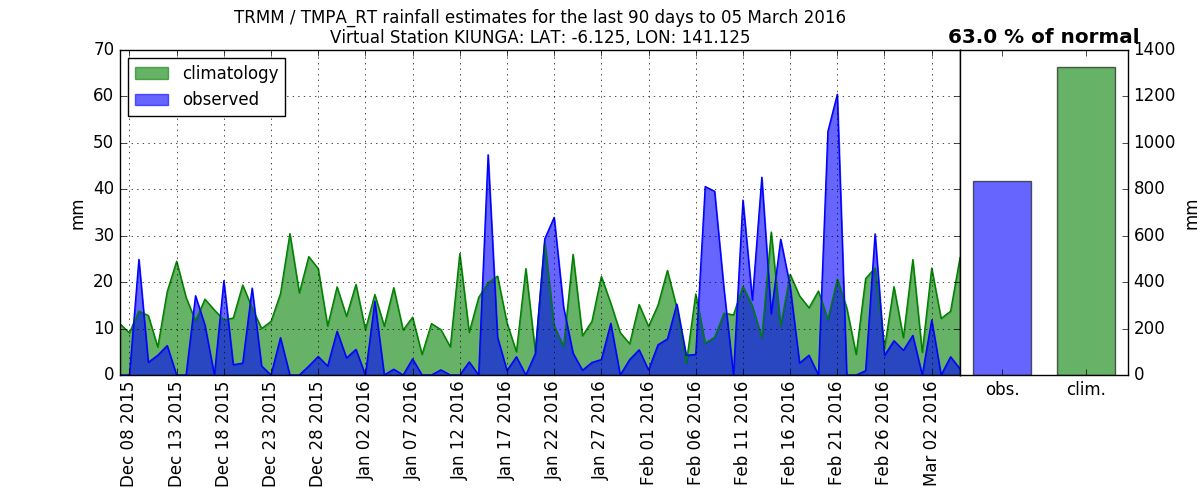 TRMM / TMPA_RT rainfall estimates for the last 90 days to 05 March 2016
Virtual Station KIUNGA: LAT: -6.125, LON: 141.125
63.0 % of normal
climatology
observed
70
60
50
40
30
20
10
0
mm
1400
1200
1000
800
600
400
200
0
mm
Dec 08 2015
Dec 13 2015
Dec 18 2015
Dec 23 2015
Dec 28 2015
Jan 02 2016
Jan 07 2016
Jan 12 2016
Jan 17 2016
Jan 22 2016
Jan 27 2016
Feb 01 2016
Feb 06 2016
Feb 11 2016
Feb 16 2016
Feb 21 2016
Feb 26 2016
Mar 02 2016
obs.
clim.